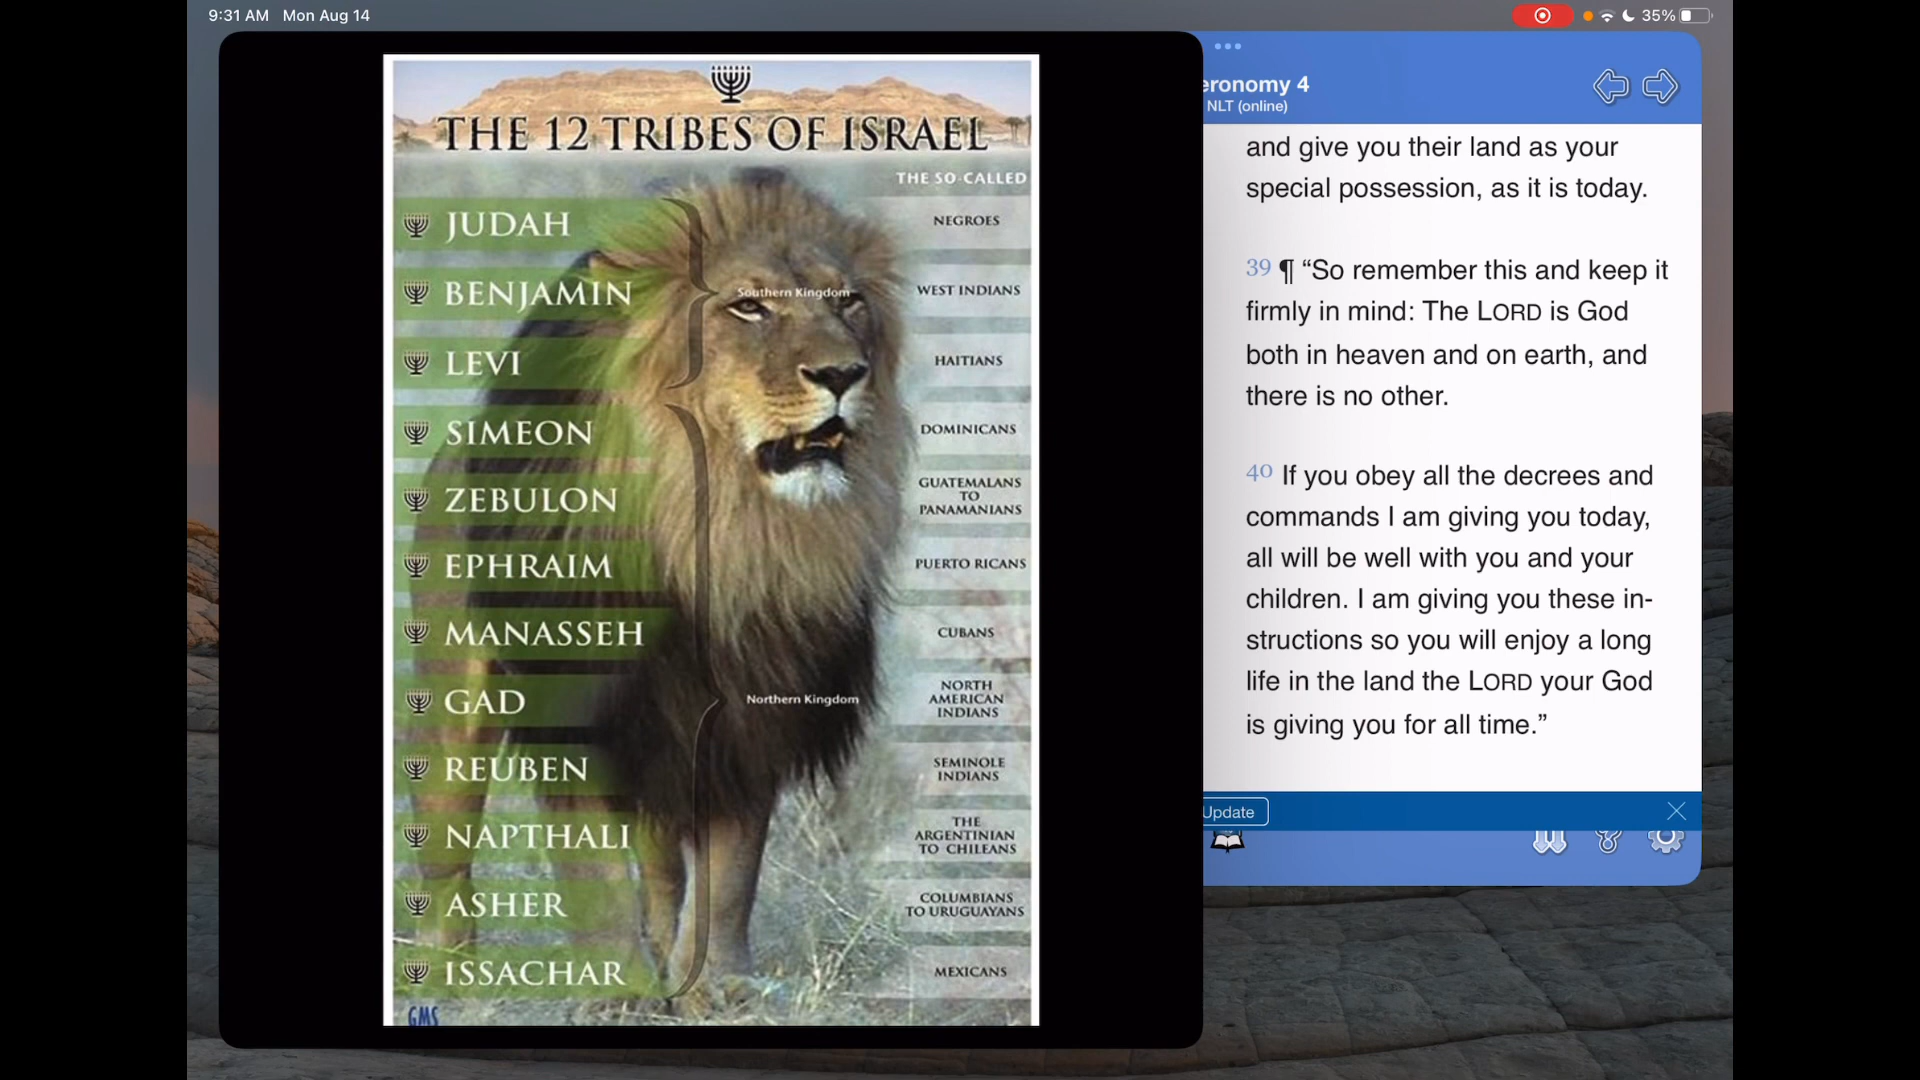 9:31 AM Mon Aug 14
35%
THE 12 TRIBES OF ISRAEL
THE SO-CALLED
JUDAH
NEGROES
BENJAMIN
Southern Kingdom
WEST INDIANS
LEVI
HAITIANS
SIMEON
DOMINICANS
ZEBULON
GUATEMALANS
TO
PANAMANIANS
EPHRAIM
PUERTO RICANS
MANASSEH
CUBANS
GAD
Northern Kingdom
NORTH
AMERICAN
INDIANS
REUBEN
SEMINOLE
INDIANS
NAPTHALI
THE
ARGENTINIAN
TO CHILEANS
ASHER
COLUMBIANS
TO URUGUAYANS
ISSACHAR
MEXICANS
GMS
eronomy 4
NLT (online)
and give you their land as your
special possession, as it is today.
39 ¶ “So remember this and keep it
firmly in mind: The LORD is God
both in heaven and on earth, and
there is no other.
40 If you obey all the decrees and
commands I am giving you today,
all will be well with you and your
children. I am giving you these in-
structions so you will enjoy a long
life in the land the LORD your God
is giving you for all time.”
Update